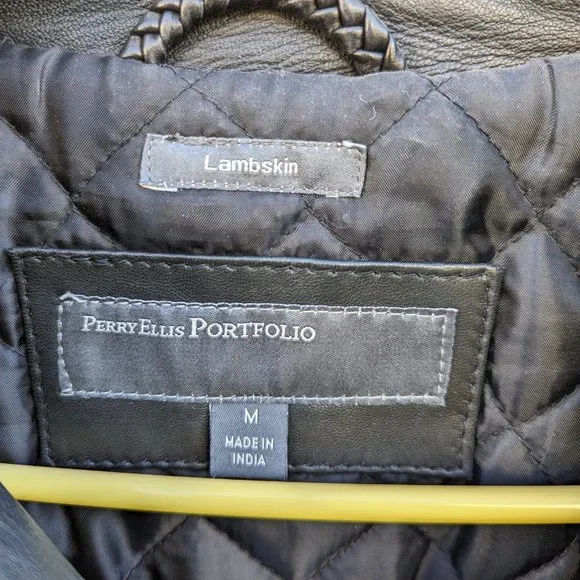 Lambskin
PERRY ELLIS PORTFOLIO
M
MADE IN
INDIA